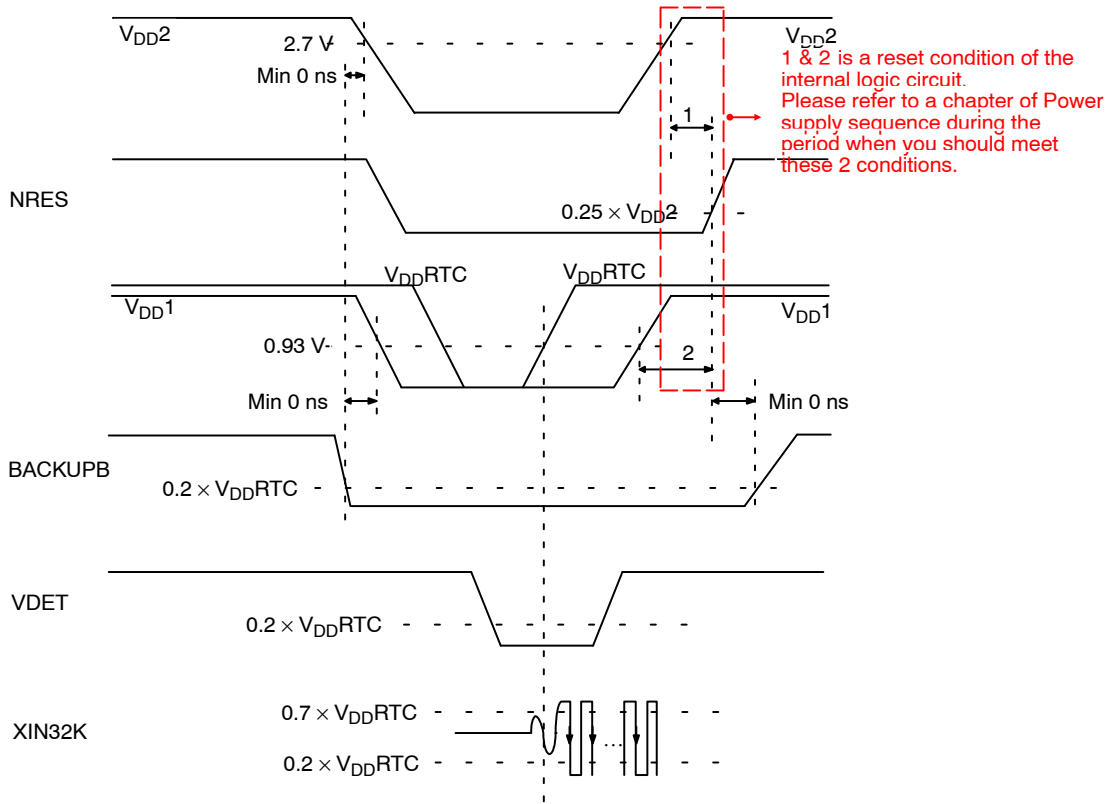 VDD2
2.7 V
Min 0 ns
VDD2
1 & 2 is a reset condition of the
internal logic circuit.
Please refer to a chapter of Power
supply sequence during the
period when you should meet
these 2 conditions.
1
NRES
0.25 × VDD2
VDDRTC
VDDRTC
VDD1
VDD1
0.93 V
2
Min 0 ns
Min 0 ns
BACKUPB
0.2 × VDDRTC
VDET
0.2 × VDDRTC
0.7 × VDDRTC
XIN32K
...
0.2 × VDDRTC